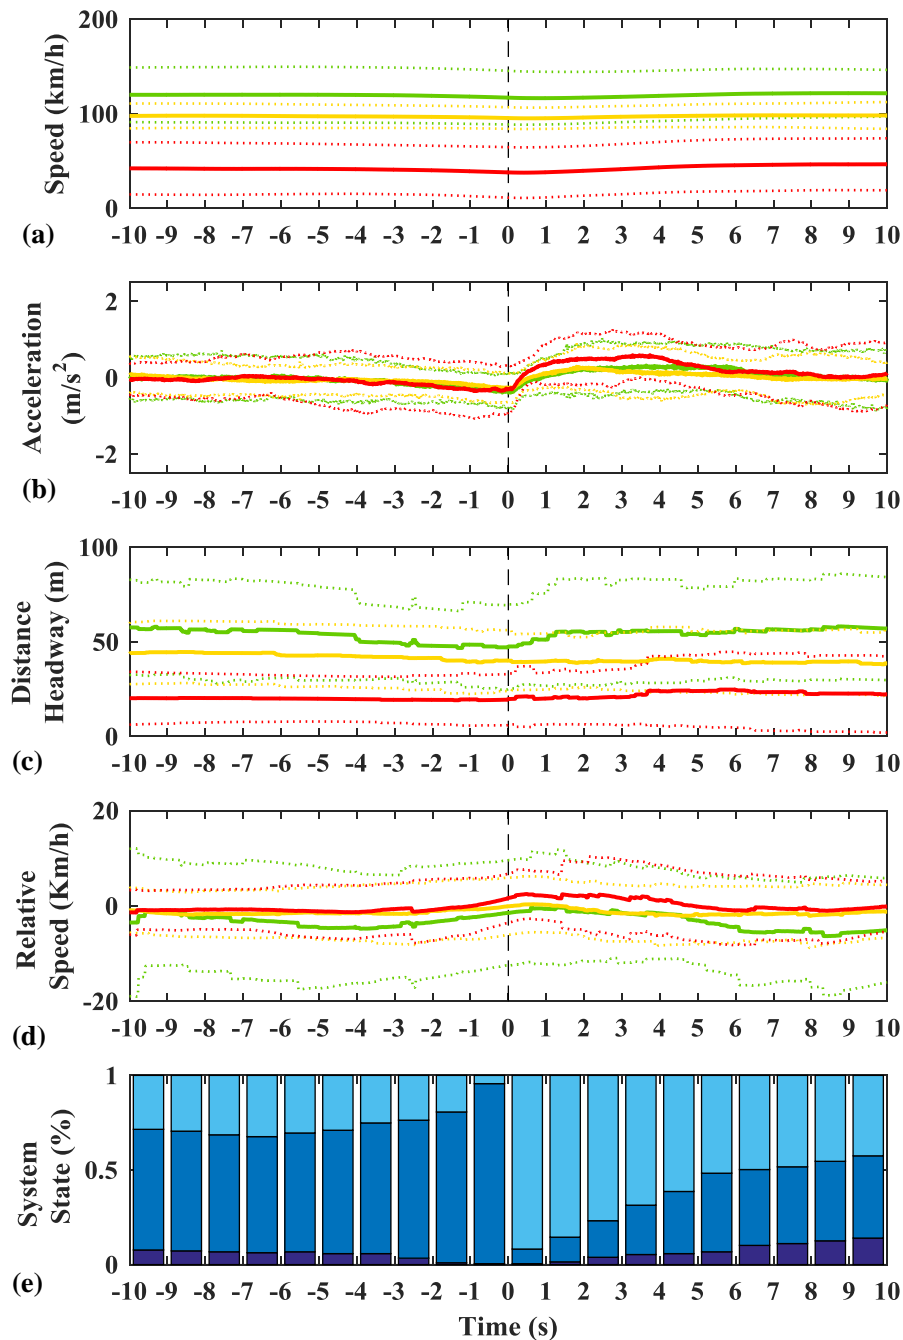 200
100
0
Speed (km/h)
-10 -9 -8 -7 -6 -5 -4 -3 -2 -1 0 1 2 3 4 5 6 7 8 9 10
(a)
2
0
-2
Acceleration
(m/s²)
-10 -9 -8 -7 -6 -5 -4 -3 -2 -1 0 1 2 3 4 5 6 7 8 9 10
(b)
100
50
0
Distance
Headway (m)
-10 -9 -8 -7 -6 -5 -4 -3 -2 -1 0 1 2 3 4 5 6 7 8 9 10
(c)
20
0
-20
Relative
Speed (Km/h)
-10 -9 -8 -7 -6 -5 -4 -3 -2 -1 0 1 2 3 4 5 6 7 8 9 10
(d)
1
0.5
0
System
State (%)
-10 -9 -8 -7 -6 -5 -4 -3 -2 -1 0 1 2 3 4 5 6 7 8 9 10
(e)
Time (s)